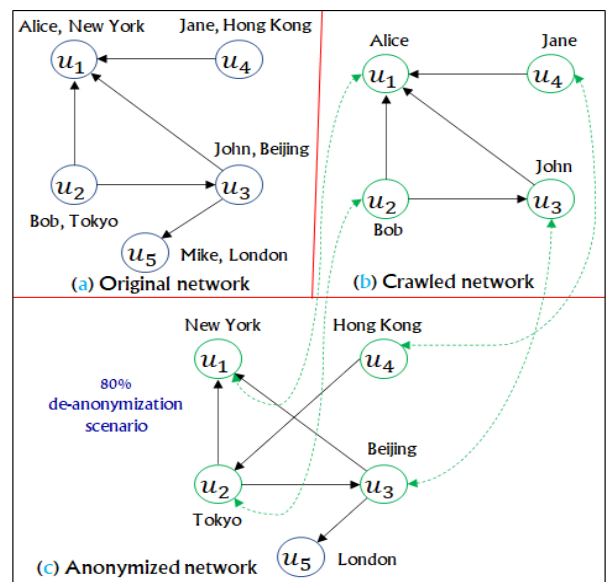 Alice, New York
Jane, Hong Kong
u1
u4
John, Beijing
u2
u3
Bob, Tokyo
u5
Mike, London
(a) Original network
Alice
Jane
u1
u4
John
u2
u3
Bob
(b) Crawled network
New York
Hong Kong
u1
u4
80%
de-anonymization
scenario
Beijing
u2
u3
Tokyo
u5
London
(c) Anonymized network